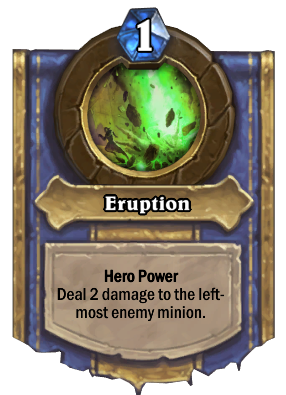 1
Eruption
Hero Power
Deal 2 damage to the left-
most enemy minion.